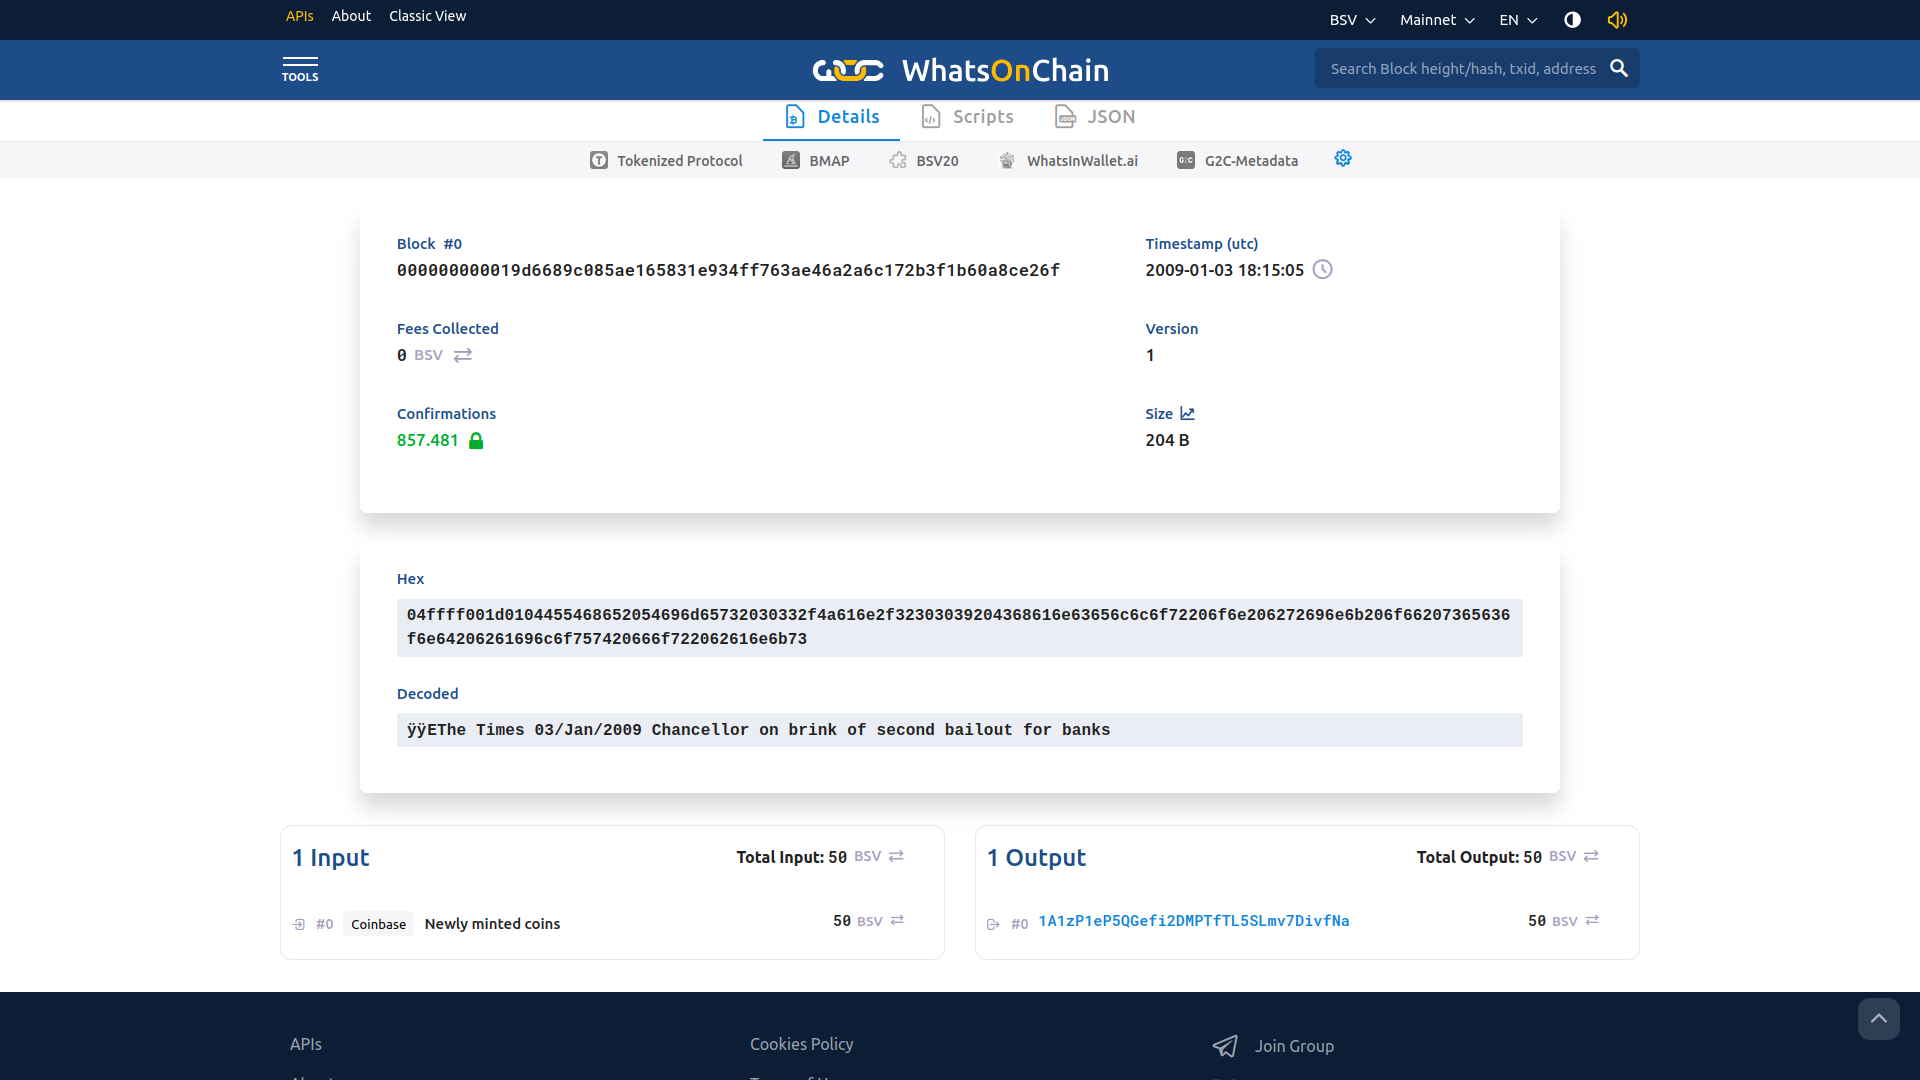 APIs About Classic View BSV Mainnet EN
TOOLS WhatsOnChain Search Block height/hash, txid, address
Details Scripts JSON
Tokenized Protocol BMAP BSV20 WhatsInWallet.ai G2C-Metadata
Block #0 Timestamp (utc)
000000000019d6689c085ae165831e934ff763ae46a2a6c172b3f1b60a8ce26f 2009-01-03 18:15:05
Fees Collected Version
0 BSV 1
Confirmations Size
857.481 204 B
Hex
04ffff001d0104455468652054696d65732030332f4a616e2f32303039204368616e63656c6c6f72206f6e206272696e6b206f66207365636
f6e64206261696c6f757420666f722062616e6b73
Decoded
ÿÿEThe Times 03/Jan/2009 Chancellor on brink of second bailout for banks
1 Input Total Input: 50 BSV
#0 Coinbase Newly minted coins 50 BSV
1 Output Total Output: 50 BSV
#0 1A1zP1eP5QGefi2DMPTfTL5SLmv7DivfNa 50 BSV
APIs Cookies Policy Join Group